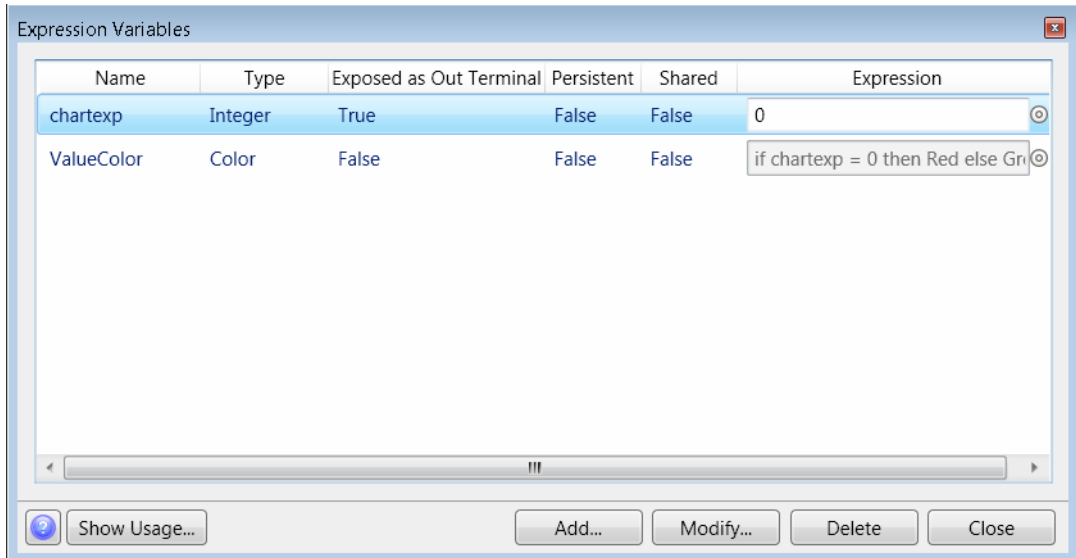 Expression Variables
Name Type Exposed as Out Terminal Persistent Shared Expression
chartexp Integer True False False 0
ValueColor Color False False False if chartexp = 0 then Red else Gr
Show Usage... Add... Modify... Delete Close